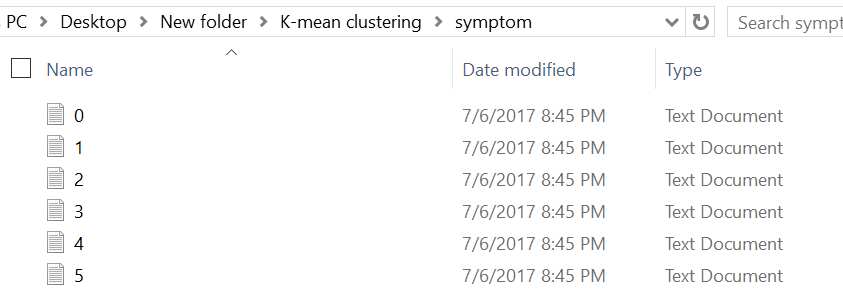 PC > Desktop > New folder > K-mean clustering > symptom Search sympt
Name Date modified Type
0 7/6/2017 8:45 PM Text Document
1 7/6/2017 8:45 PM Text Document
2 7/6/2017 8:45 PM Text Document
3 7/6/2017 8:45 PM Text Document
4 7/6/2017 8:45 PM Text Document
5 7/6/2017 8:45 PM Text Document